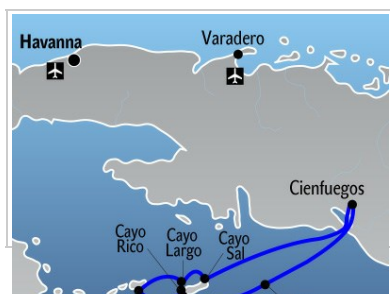 Havanna
Varadero
Cienfuegos
Cayo
Rico
Cayo
Largo
Cayo
Sal